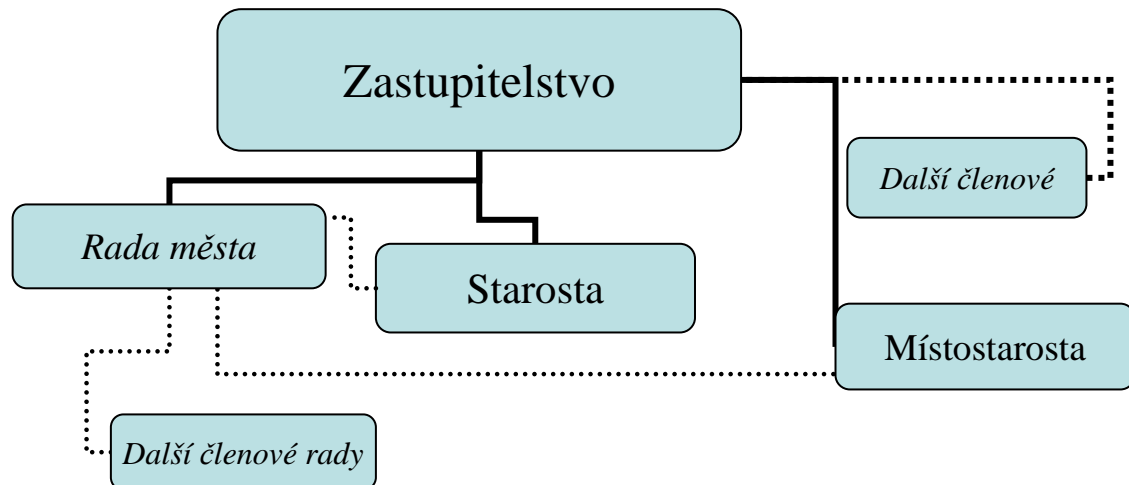 Zastupitelstvo
Další členové
Rada města
Starosta
Místostarosta
Další členové rady